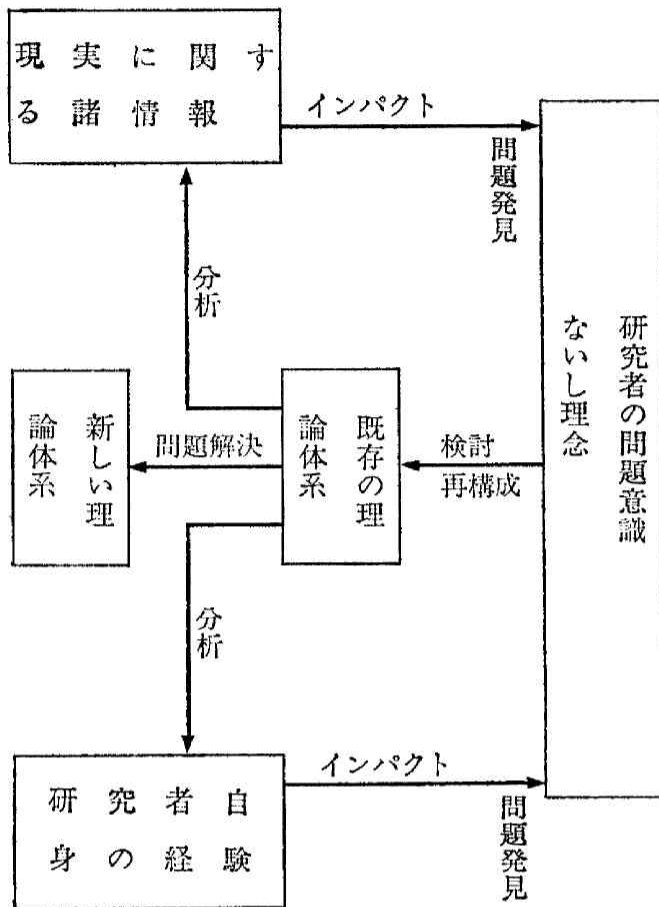 現実に関す
る諸情報
インパクト
問題発見
分析
研究者の問題意識
ないし理念
検討
再構成
既存の理
論体系
問題解決
新しい理
論体系
分析
インパクト
問題発見
研究者自
身の経験